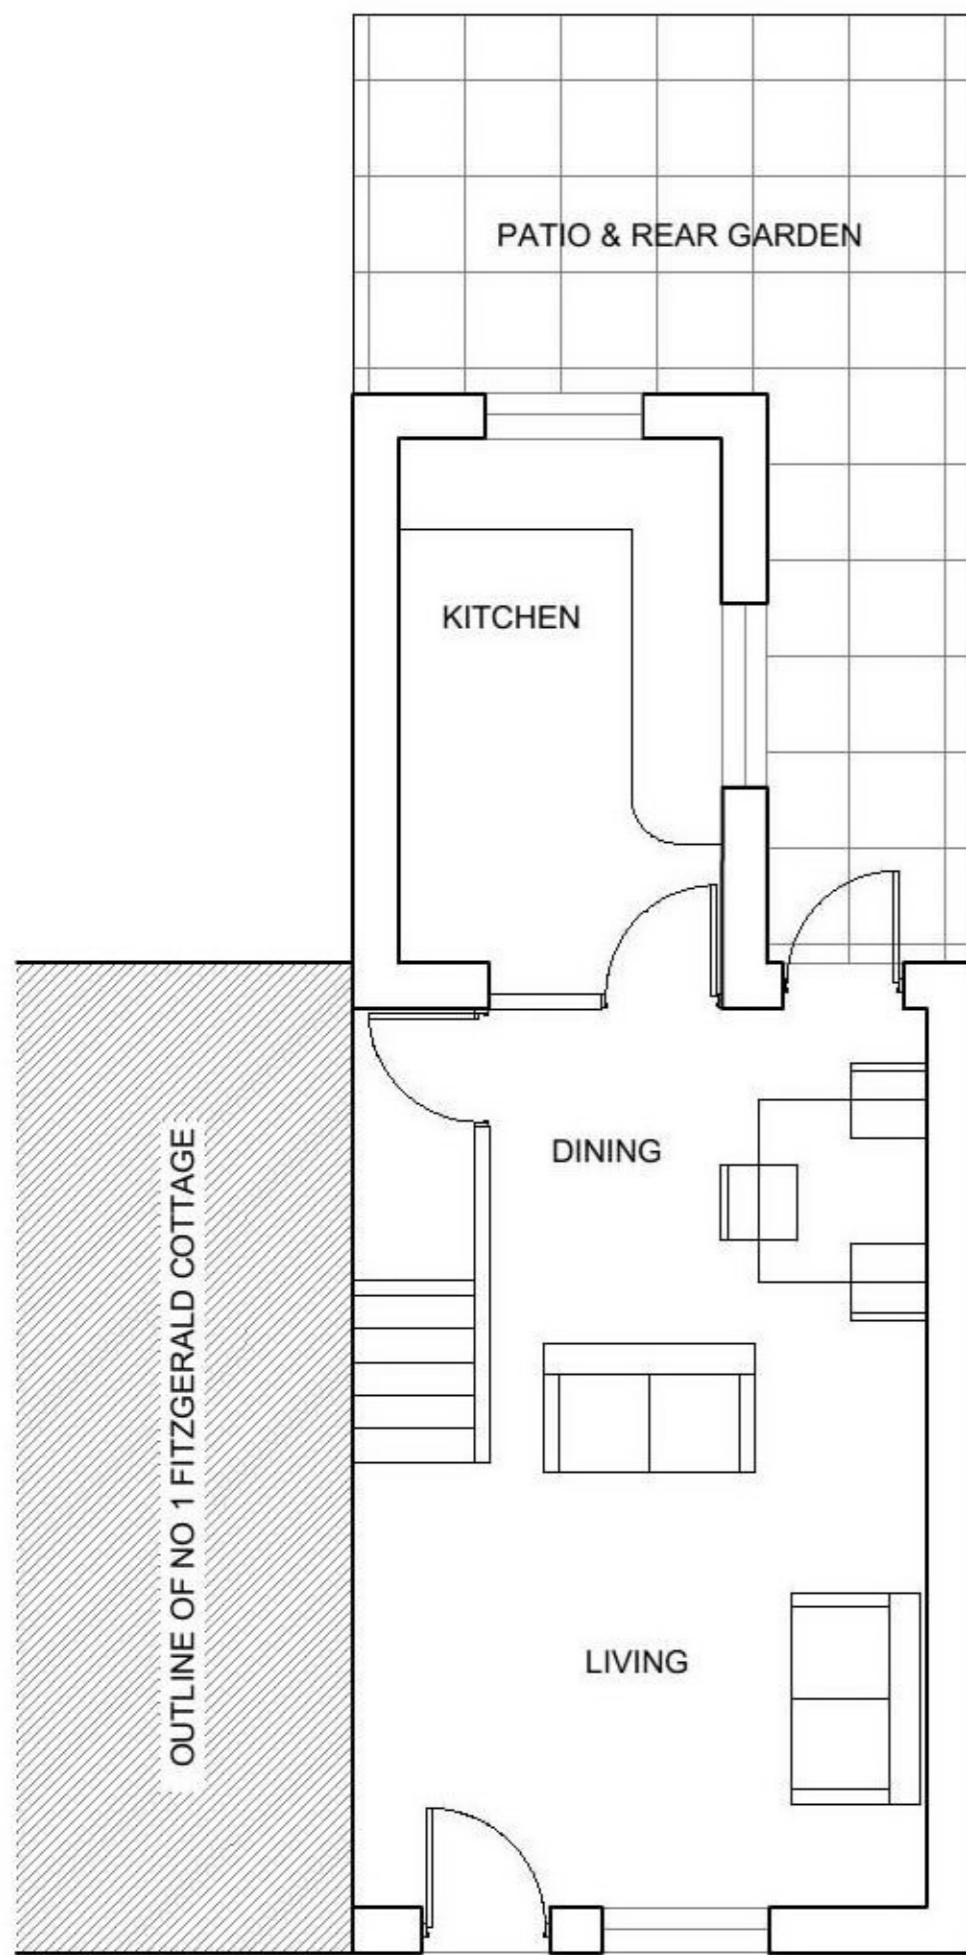 PATIO & REAR GARDEN
KITCHEN
DINING
OUTLINE OF NO 1 FITZGERALD COTTAGE
LIVING